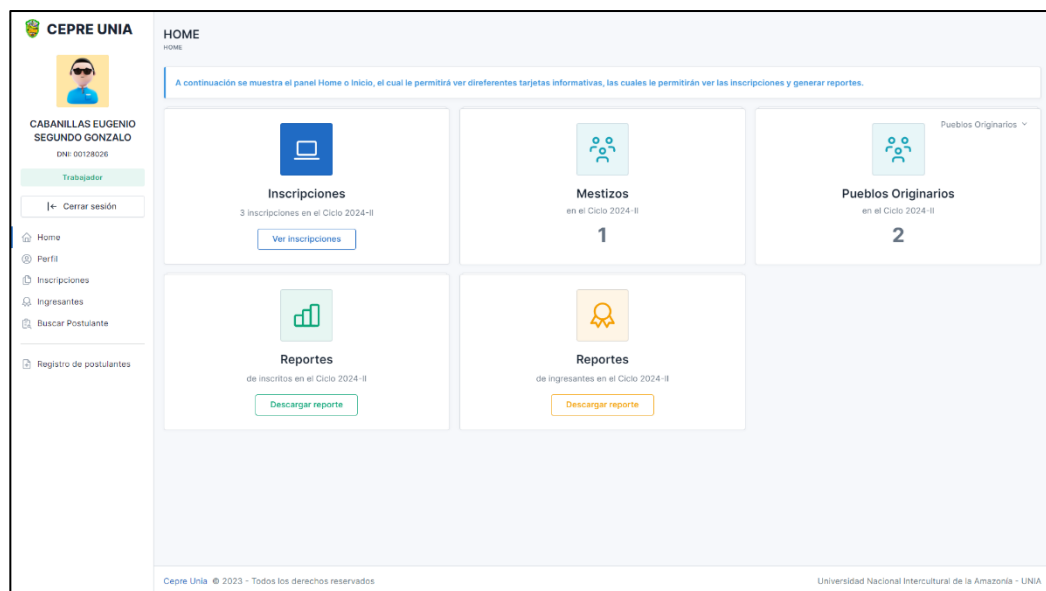 CEPRE UNIA
CABANILLAS EUGENIO
SEGUNDO GONZALO
DNI: 00128026
Trabajador
Cerrar sesión
Home
Perfil
Inscripciones
Ingresantes
Buscar Postulante
Registro de postulantes
HOME
HOME
A continuación se muestra el panel Home o Inicio, el cual le permitirá ver direferentes tarjetas informativas, las cuales le permitirán ver las inscripciones y generar reportes.
Inscripciones
3 inscripciones en el Ciclo 2024-II
Ver inscripciones
Mestizos
en el Ciclo 2024-II
1
Pueblos Originarios
Pueblos Originarios
en el Ciclo 2024-II
2
Reportes
de inscritos en el Ciclo 2024-II
Descargar reporte
Reportes
de ingresantes en el Ciclo 2024-II
Descargar reporte
Cepre Unia © 2023 - Todos los derechos reservados
Universidad Nacional Intercultural de la Amazonía - UNIA